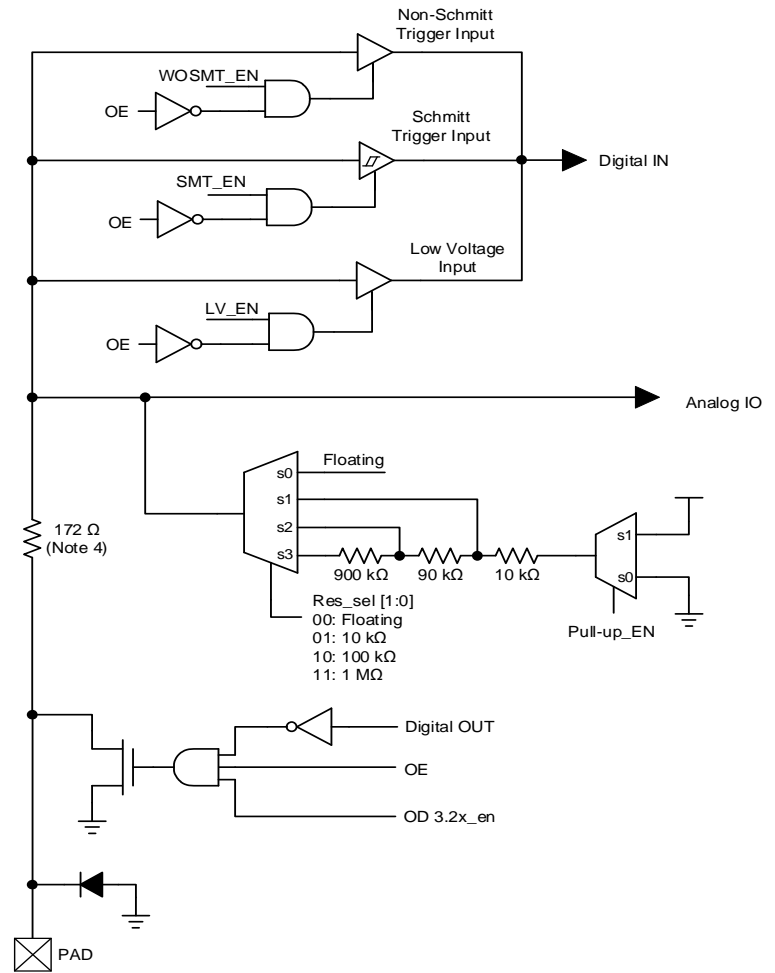 Non-Schmitt
Trigger Input
WOSMT_EN
OE
Schmitt
Trigger Input
Digital IN
SMT_EN
OE
Low Voltage
Input
LV_EN
OE
Analog IO
Floating
s0
s1
s2
s3
172 Ω
(Note 4)
900 kΩ
90 kΩ
10 kΩ
s1
s0
Res_sel [1:0]
00: Floating
01: 10 kΩ
10: 100 kΩ
11: 1 MΩ
Pull-up_EN
Digital OUT
OE
OD 3.2x_en
PAD